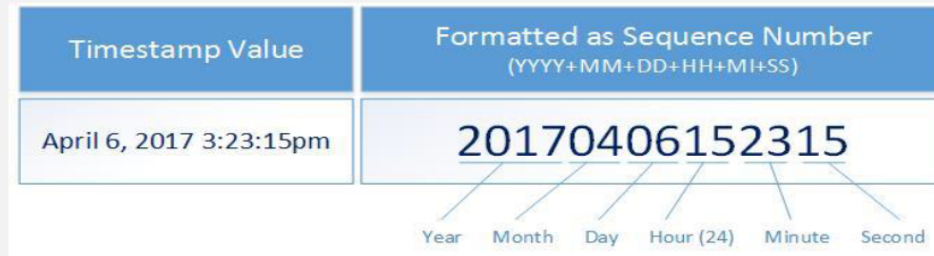 Timestamp Value
Formatted as Sequence Number
(YYYY+MM+DD+HH+MI+SS)
April 6, 2017 3:23:15pm
20170406152315
Year Month Day Hour (24) Minute Second